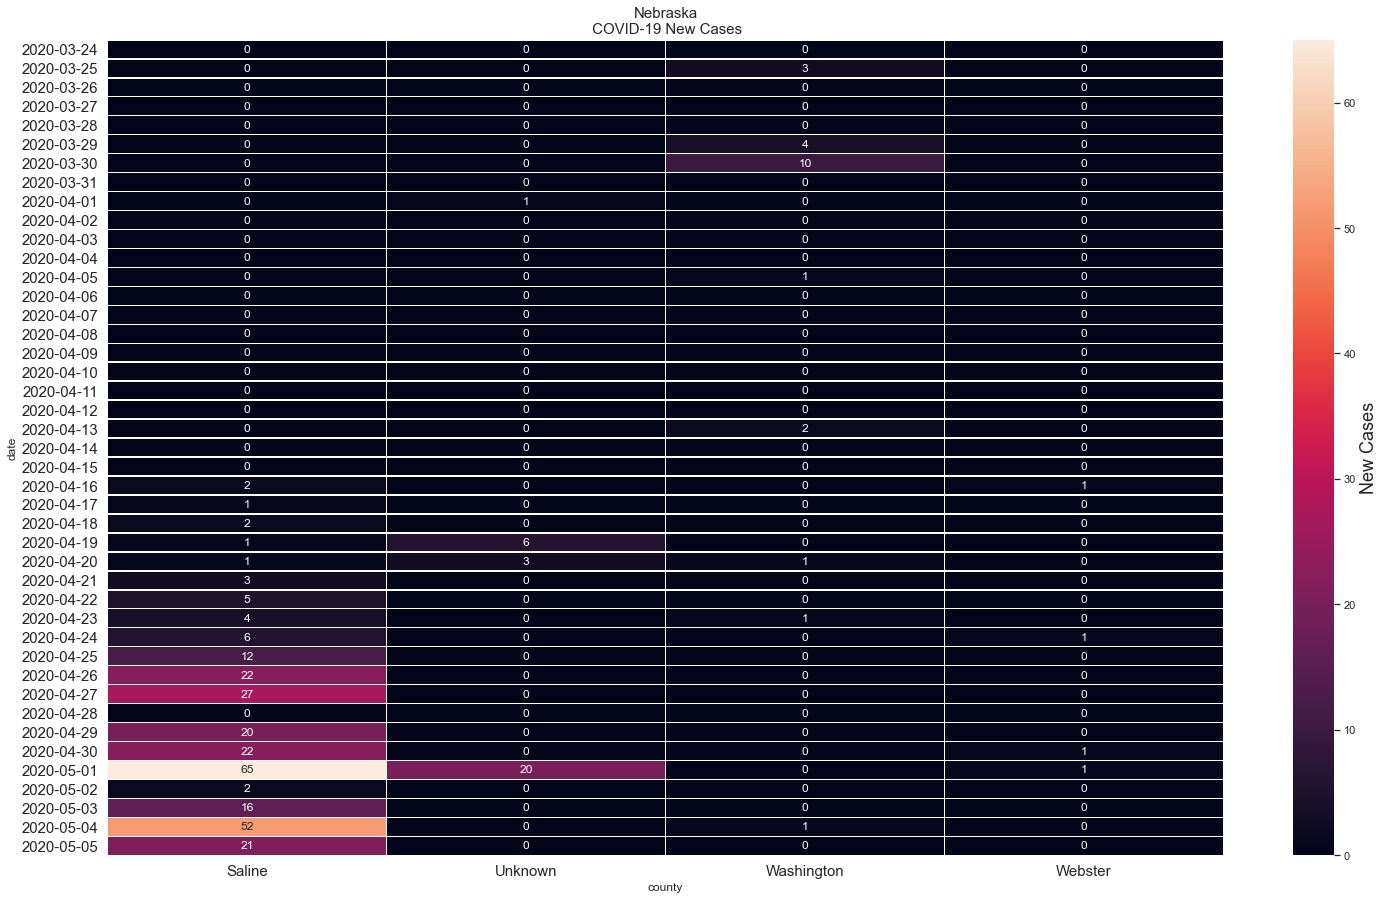 Nebraska
COVID-19 New Cases
2020-03-24 0 0 0 0
2020-03-25 0 0 3 0
2020-03-26 0 0 0 0
2020-03-27 0 0 0 0
2020-03-28 0 0 0 0
2020-03-29 0 0 4 0
2020-03-30 0 0 10 0
2020-03-31 0 0 0 0
2020-04-01 0 1 0 0
2020-04-02 0 0 0 0
2020-04-03 0 0 0 0
2020-04-04 0 0 0 0
2020-04-05 0 0 1 0
2020-04-06 0 0 0 0
2020-04-07 0 0 0 0
2020-04-08 0 0 0 0
2020-04-09 0 0 0 0
2020-04-10 0 0 0 0
2020-04-11 0 0 0 0
2020-04-12 0 0 0 0
2020-04-13 0 0 2 0
2020-04-14 0 0 0 0
2020-04-15 0 0 0 0
2020-04-16 2 0 0 1
2020-04-17 1 0 0 0
2020-04-18 2 0 0 0
2020-04-19 1 6 0 0
2020-04-20 1 3 1 0
2020-04-21 3 0 0 0
2020-04-22 5 0 0 0
2020-04-23 4 0 1 0
2020-04-24 6 0 0 1
2020-04-25 12 0 0 0
2020-04-26 22 0 0 0
2020-04-27 27 0 0 0
2020-04-28 0 0 0 0
2020-04-29 20 0 0 0
2020-04-30 22 0 0 1
2020-05-01 65 20 0 1
2020-05-02 2 0 0 0
2020-05-03 16 0 0 0
2020-05-04 52 0 1 0
2020-05-05 21 0 0 0
Saline Unknown Washington Webster
county
date
60
50
40
30
20
10
0
New Cases